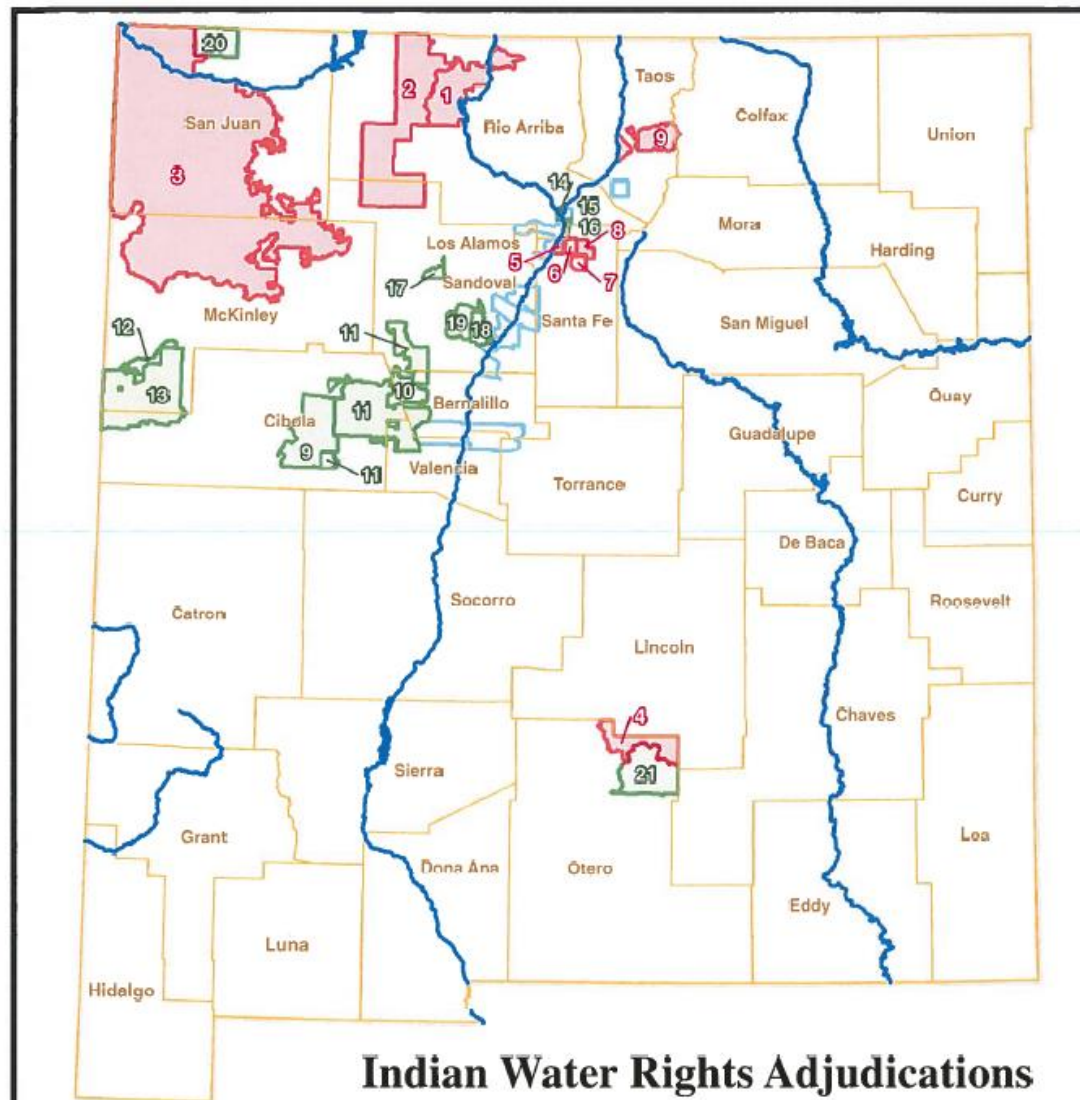 20
Taos
2
1
Colfax
San Juan
Rio Arriba
Union
9
3
14
15
16
8
Mora
Los Alamos
5
6
7
Harding
17
Sandoval
McKinley
12
11
19
18
Santa Fe
San Miguel
13
10
Bernalillo
Quay
Cibola
11
Guadalupe
9
11
Valencia
Torrance
Curry
De Baca
Catron
Socorro
Roosevelt
Lincoln
4
Chaves
Sierra
21
Grant
Dona Ana
Otero
Lea
Eddy
Luna
Hidalgo
Indian Water Rights Adjudications